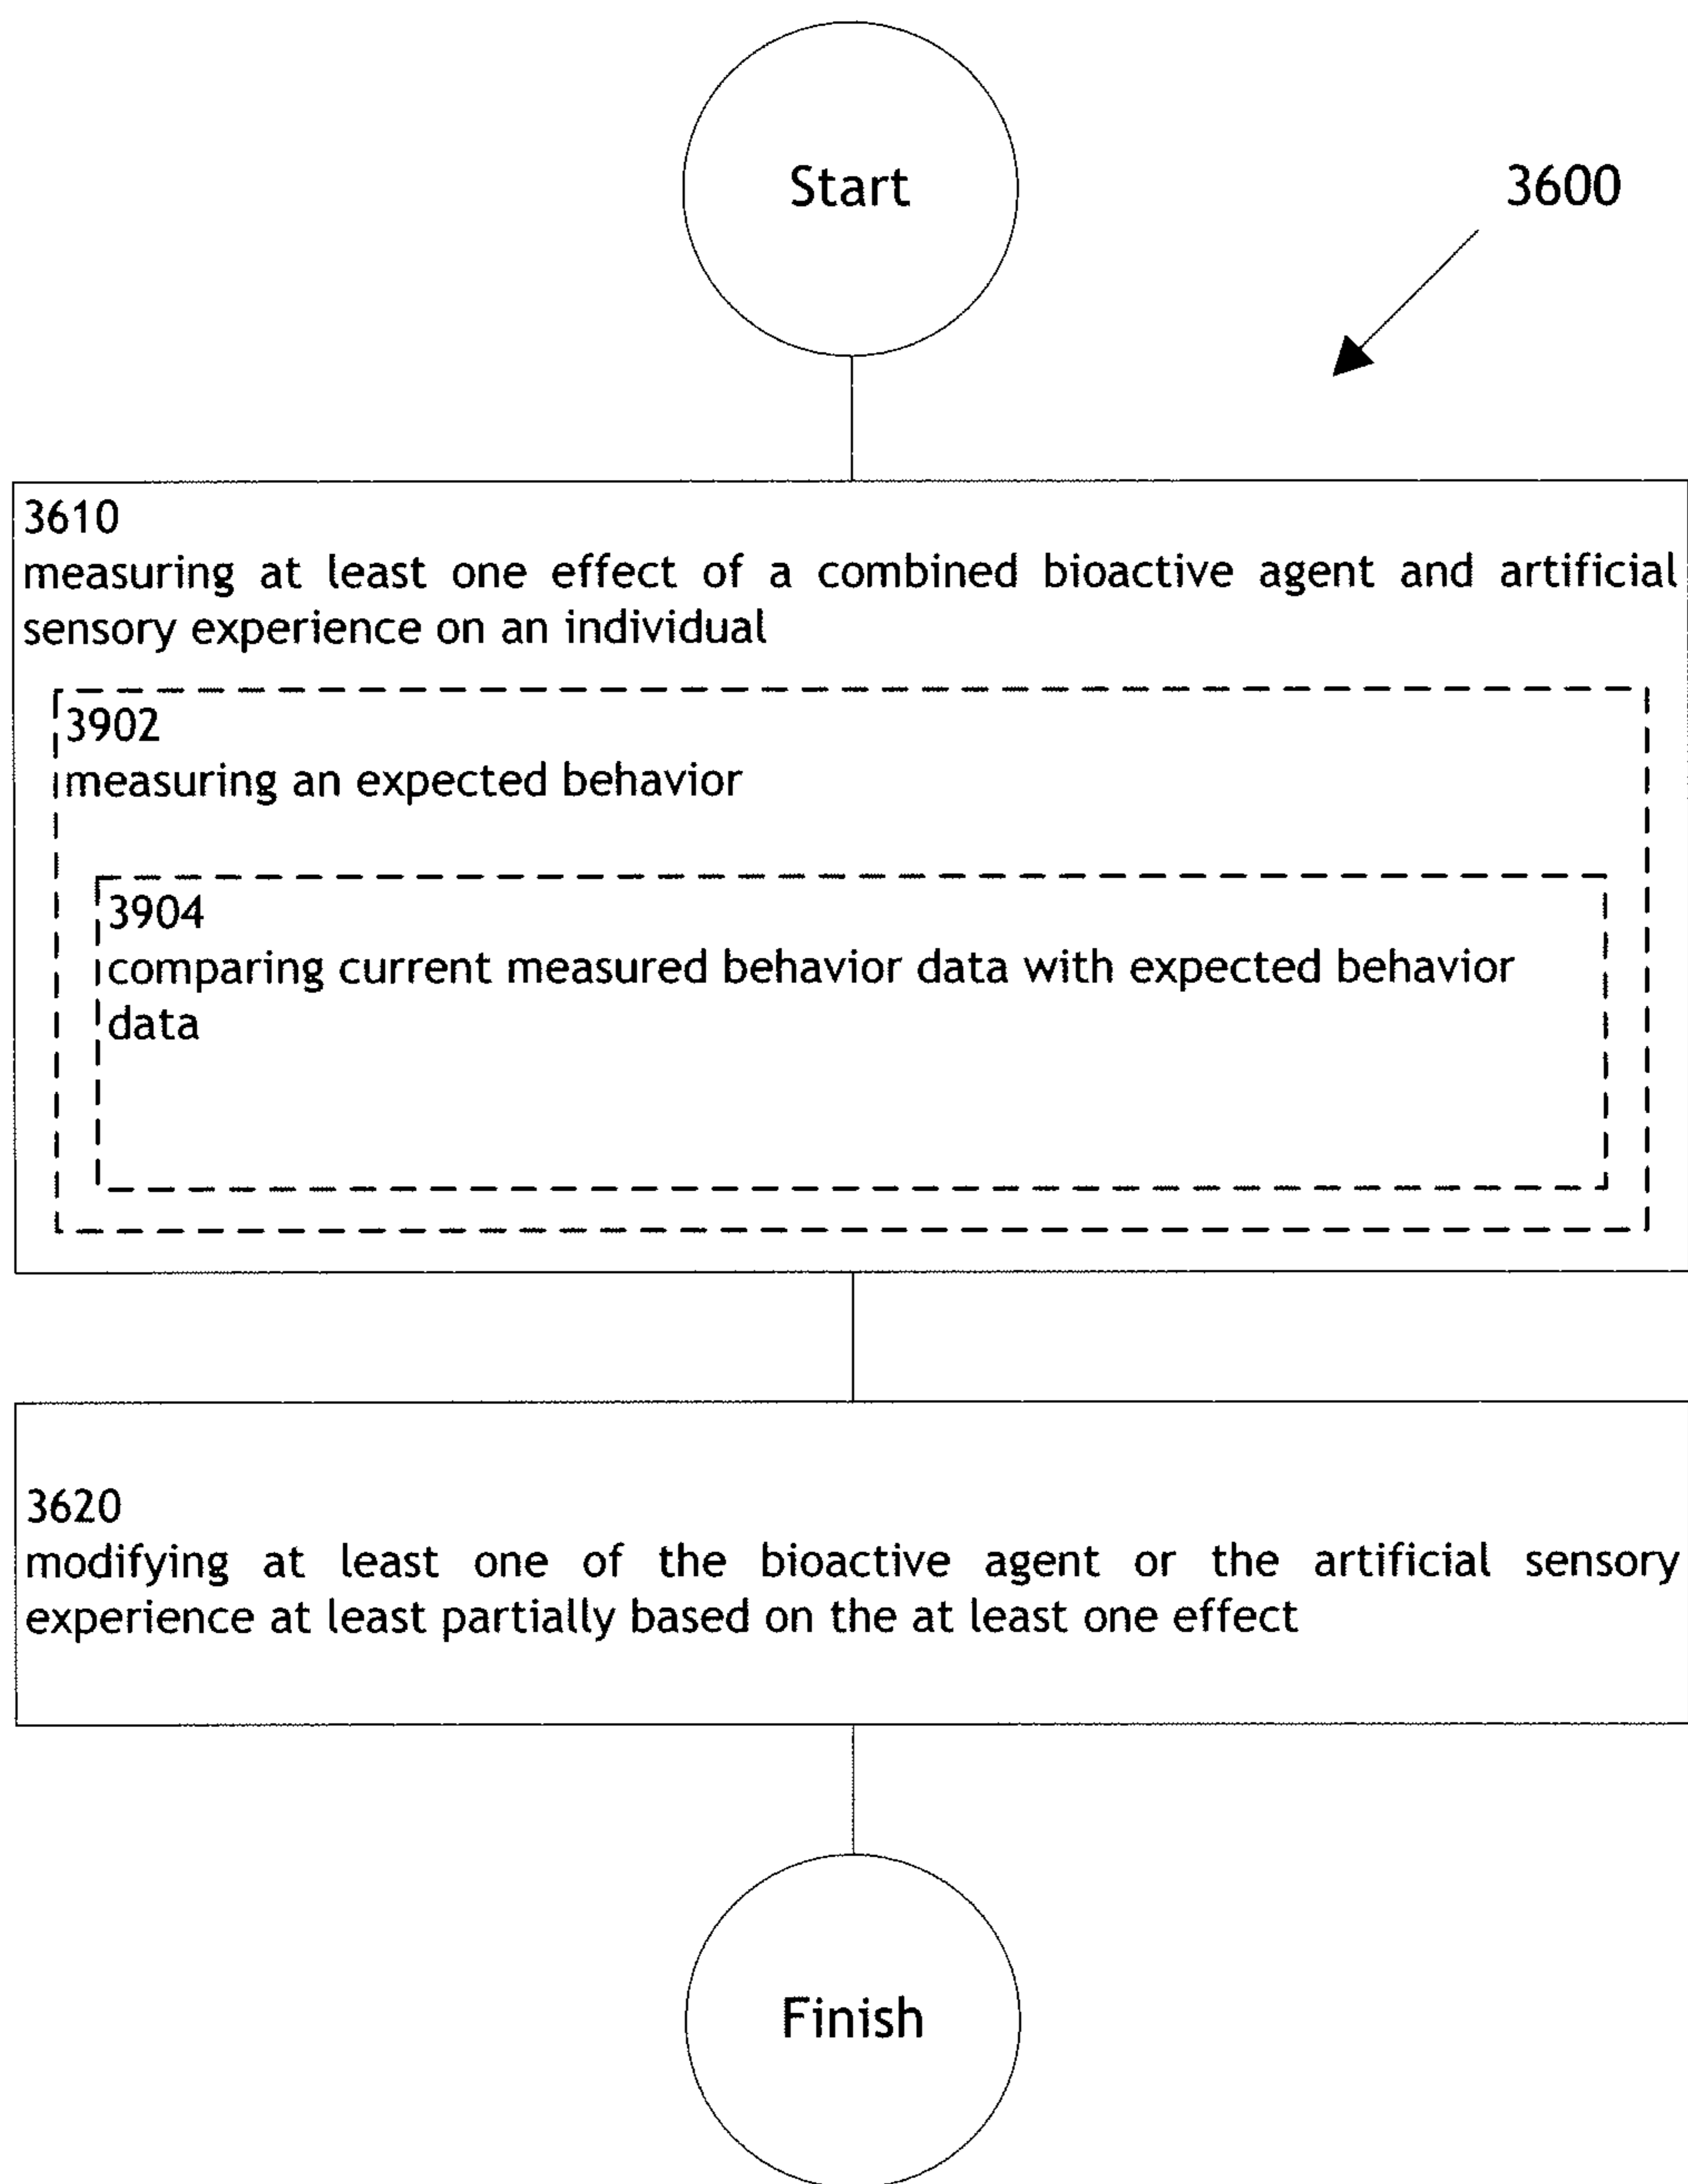 Start
3600
3610
measuring at least one effect of a combined bioactive agent and artificial
sensory experience on an individual
3902
measuring an expected behavior
3904
comparing current measured behavior data with expected behavior
data
3620
modifying at least one of the bioactive agent or the artificial sensory
experience at least partially based on the at least one effect
Finish